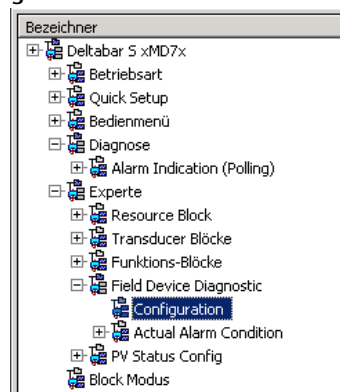 Bezeichner
Deltabar S xMD7x
Betriebsart
Quick Setup
Bedienmenü
Diagnose
Alarm Indication (Polling)
Experte
Resource Block
Transducer Blöcke
Funktions-Blöcke
Field Device Diagnostic
Configuration
Actual Alarm Condition
PV Status Config
Block Modus